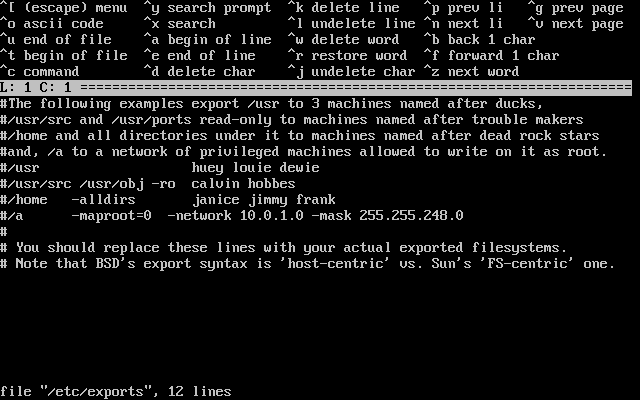 ^[ (escape) menu  ^y search prompt  ^k delete line   ^p prev li  ^g prev page
^o ascii code     ^x search         ^l undelete line ^n next li  ^v next page
^u end of file    ^a begin of line  ^w delete word   ^b back 1 char
^t begin of file  ^e end of line    ^r restore word  ^f forward 1 char
^c command        ^d delete char    ^j undelete char ^z next word
L: 1 C: 1 =====================================================================
#The following examples export /usr to 3 machines named after ducks,
#/usr/src and /usr/ports read-only to machines named after trouble makers
#/home and all directories under it to machines named after dead rock stars
#and, /a to a network of privileged machines allowed to write on it as root.
#/usr                   huey louie dewie
#/usr/src /usr/obj -ro  calvin hobbes
#/home   -alldirs       janice jimmy frank
#/a      -maproot=0  -network 10.0.1.0 -mask 255.255.248.0
#
# You should replace these lines with your actual exported filesystems.
# Note that BSD's export syntax is 'host-centric' vs. Sun's 'FS-centric' one.
file "/etc/exports", 12 lines